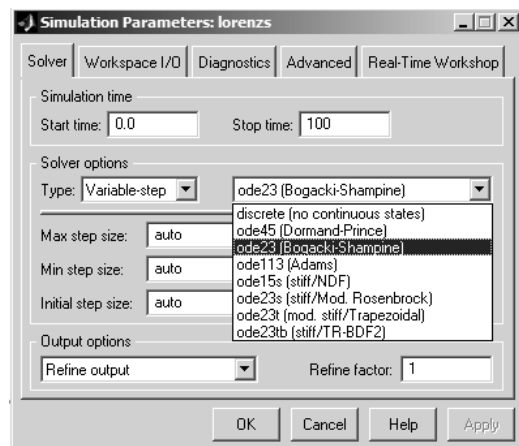 Simulation Parameters: lorenzs
Solver Workspace I/O Diagnostics Advanced Real-Time Workshop
Simulation time
Start time: 0.0 Stop time: 100
Solver options
Type: Variable-step ode23 (Bogacki-Shampine)
discrete (no continuous states)
ode45 (Dormand-Prince)
ode23 (Bogacki-Shampine)
ode113 (Adams)
ode15s (stiff/NDF)
ode23s (stiff/Mod. Rosenbrock)
ode23t (mod. stiff/Trapezoidal)
ode23tb (stiff/TR-BDF2)
Max step size: auto
Min step size: auto
Initial step size: auto
Output options
Refine output Refine factor: 1
OK Cancel Help Apply